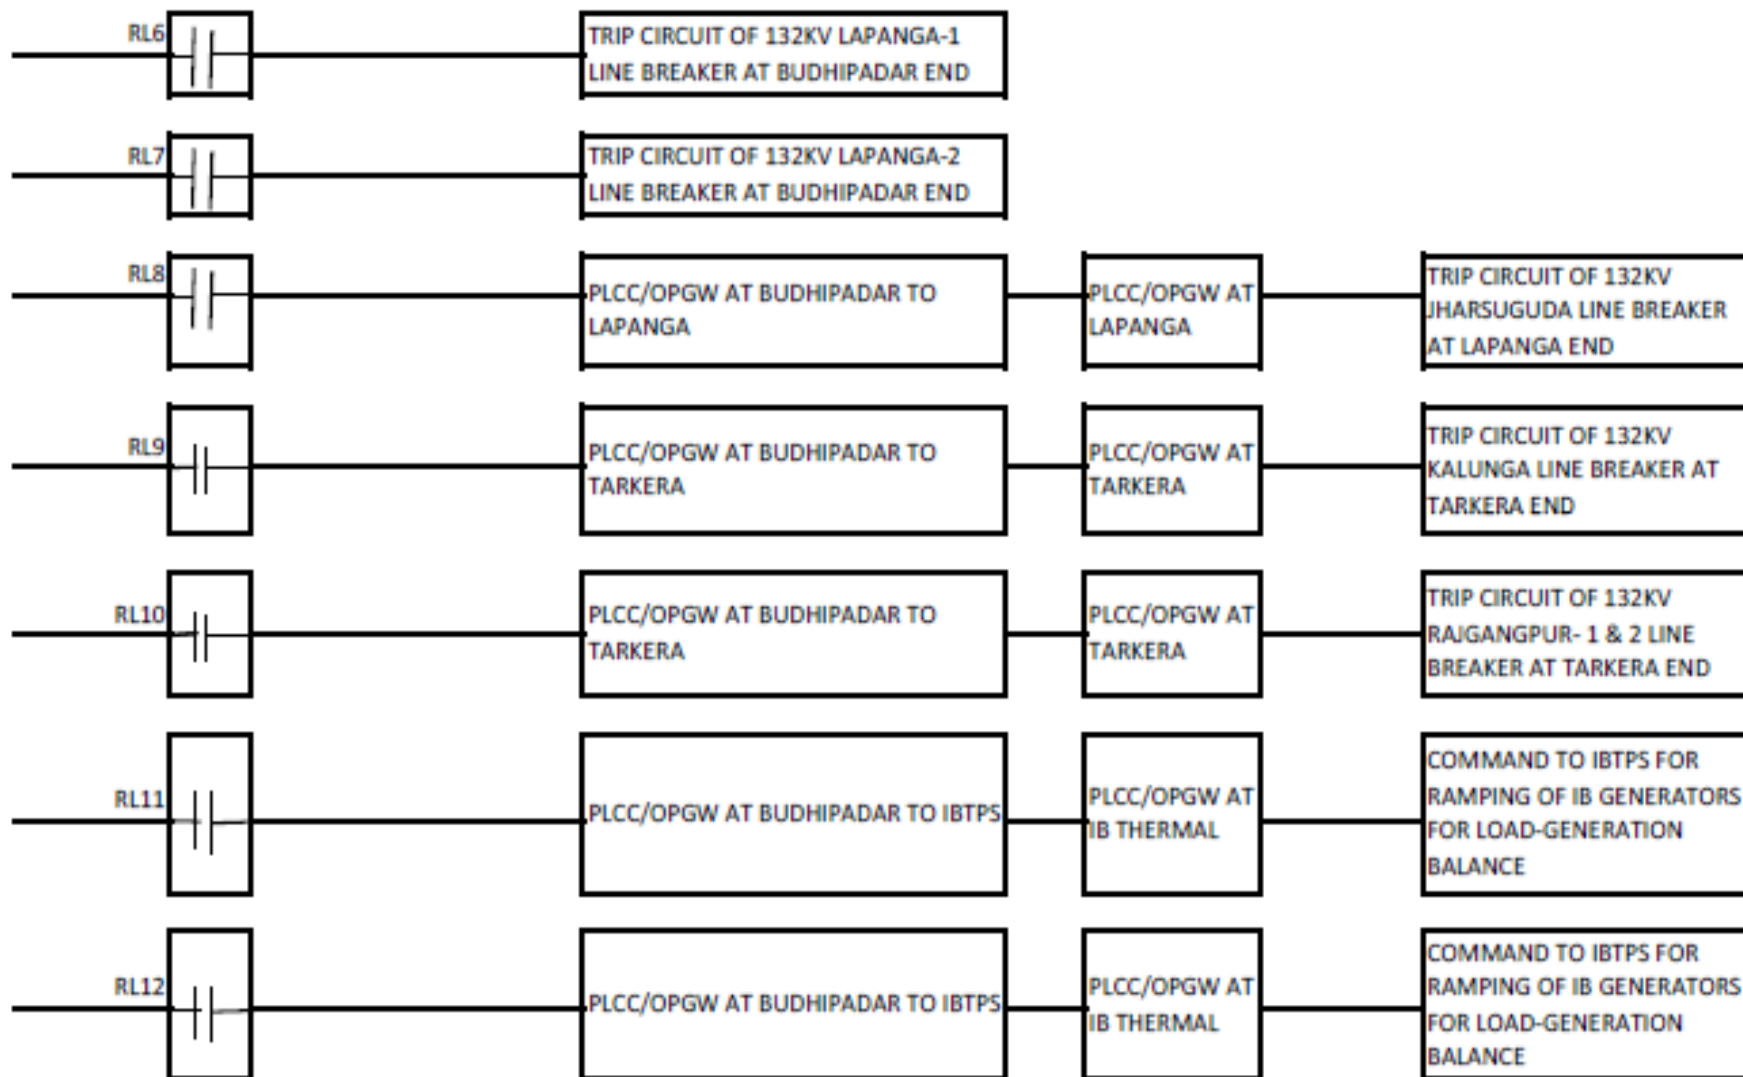 RL6
TRIP CIRCUIT OF 132KV LAPANGA-1
LINE BREAKER AT BUDHIPADAR END
RL7
TRIP CIRCUIT OF 132KV LAPANGA-2
LINE BREAKER AT BUDHIPADAR END
RL8
PLCC/OPGW AT BUDHIPADAR TO
LAPANGA
PLCC/OPGW AT
LAPANGA
TRIP CIRCUIT OF 132KV
JHARSUGUDA LINE BREAKER
AT LAPANGA END
RL9
PLCC/OPGW AT BUDHIPADAR TO
TARKERA
PLCC/OPGW AT
TARKERA
TRIP CIRCUIT OF 132KV
KALUNGA LINE BREAKER AT
TARKERA END
RL10
PLCC/OPGW AT BUDHIPADAR TO
TARKERA
PLCC/OPGW AT
TARKERA
TRIP CIRCUIT OF 132KV
RAJGANGPUR- 1 & 2 LINE
BREAKER AT TARKERA END
RL11
PLCC/OPGW AT BUDHIPADAR TO IBTPS
PLCC/OPGW AT
IB THERMAL
COMMAND TO IBTPS FOR
RAMPING OF IB GENERATORS
FOR LOAD-GENERATION
BALANCE
RL12
PLCC/OPGW AT BUDHIPADAR TO IBTPS
PLCC/OPGW AT
IB THERMAL
COMMAND TO IBTPS FOR
RAMPING OF IB GENERATORS
FOR LOAD-GENERATION
BALANCE